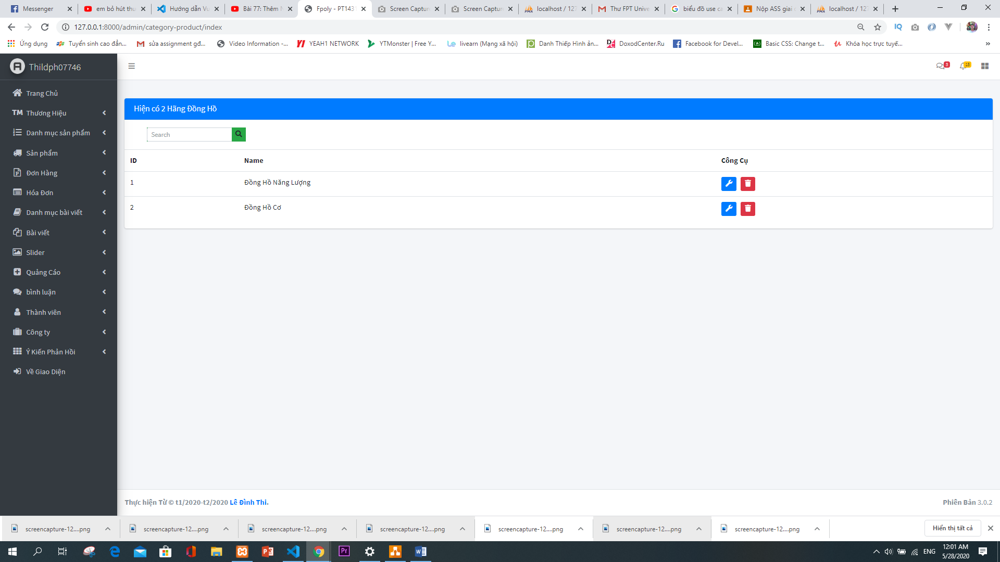 Messenger
em bỏ hút thu
Hướng dẫn Vu
Bài 77: Thêm
Fpoly - PT143
Screen Captur
Screen Captur
localhost / 127
Thư FPT Unive
biểu đồ use ca
Nộp ASS giai
localhost / 127
127.0.0.1:8000/admin/category-product/index
IQ
Ứng dụng
Tuyển sinh cao đẳn...
sửa assignment gđ...
Video Information -...
YEAH1 NETWORK
YTMonster | Free Y...
livearn (Mạng xã hội)
Danh Thiếp Hình ản...
DoxodCenter.Ru
Facebook for Devel...
Basic CSS: Change t...
Khóa học trực tuyế...
»
Thildph07746
3
15
Trang Chủ
TM Thương Hiệu
Danh mục sản phẩm
Sản phẩm
Đơn Hàng
Hóa Đơn
Danh mục bài viết
Bài viết
Slider
Quảng Cáo
bình luận
Thành viên
Công ty
Ý Kiến Phản Hồi
Về Giao Diện
Hiện có 2 Hãng Đồng Hồ
Search
ID Name Công Cụ
1 Đồng Hồ Năng Lượng
2 Đồng Hồ Cơ
Thực hiện Từ © t1/2020-t2/2020 Lê Đình Thi.
Phiên Bản 3.0.2
screencapture-12....png
screencapture-12....png
screencapture-12....png
screencapture-12....png
screencapture-12....png
screencapture-12....png
screencapture-12....png
Hiển thị tất cả
ENG
12:01 AM
5/28/2020